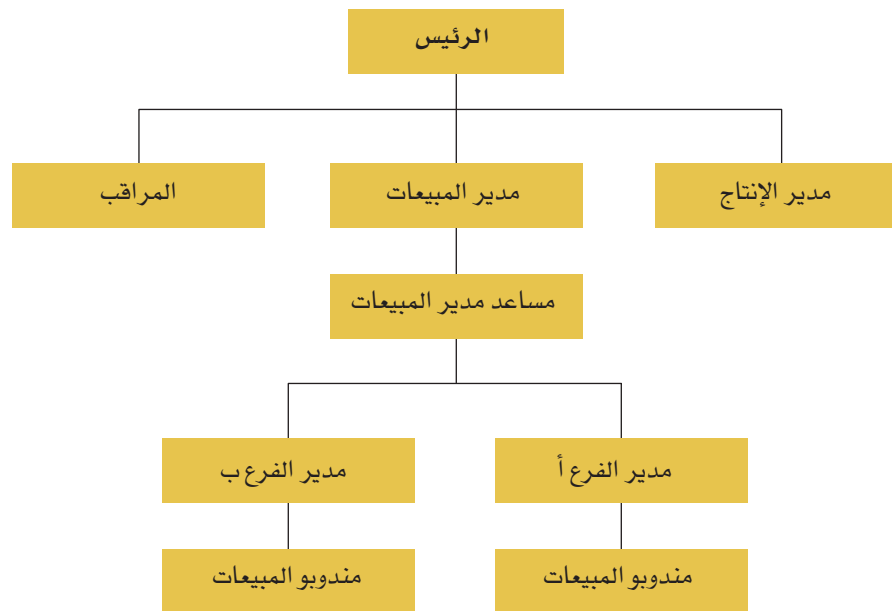 الرئيس
مدير الإنتاج
مدير المبيعات
المراقب
مساعد مدير المبيعات
مدير الفرع أ
مدير الفرع ب
مندوبو المبيعات
مندوبو المبيعات